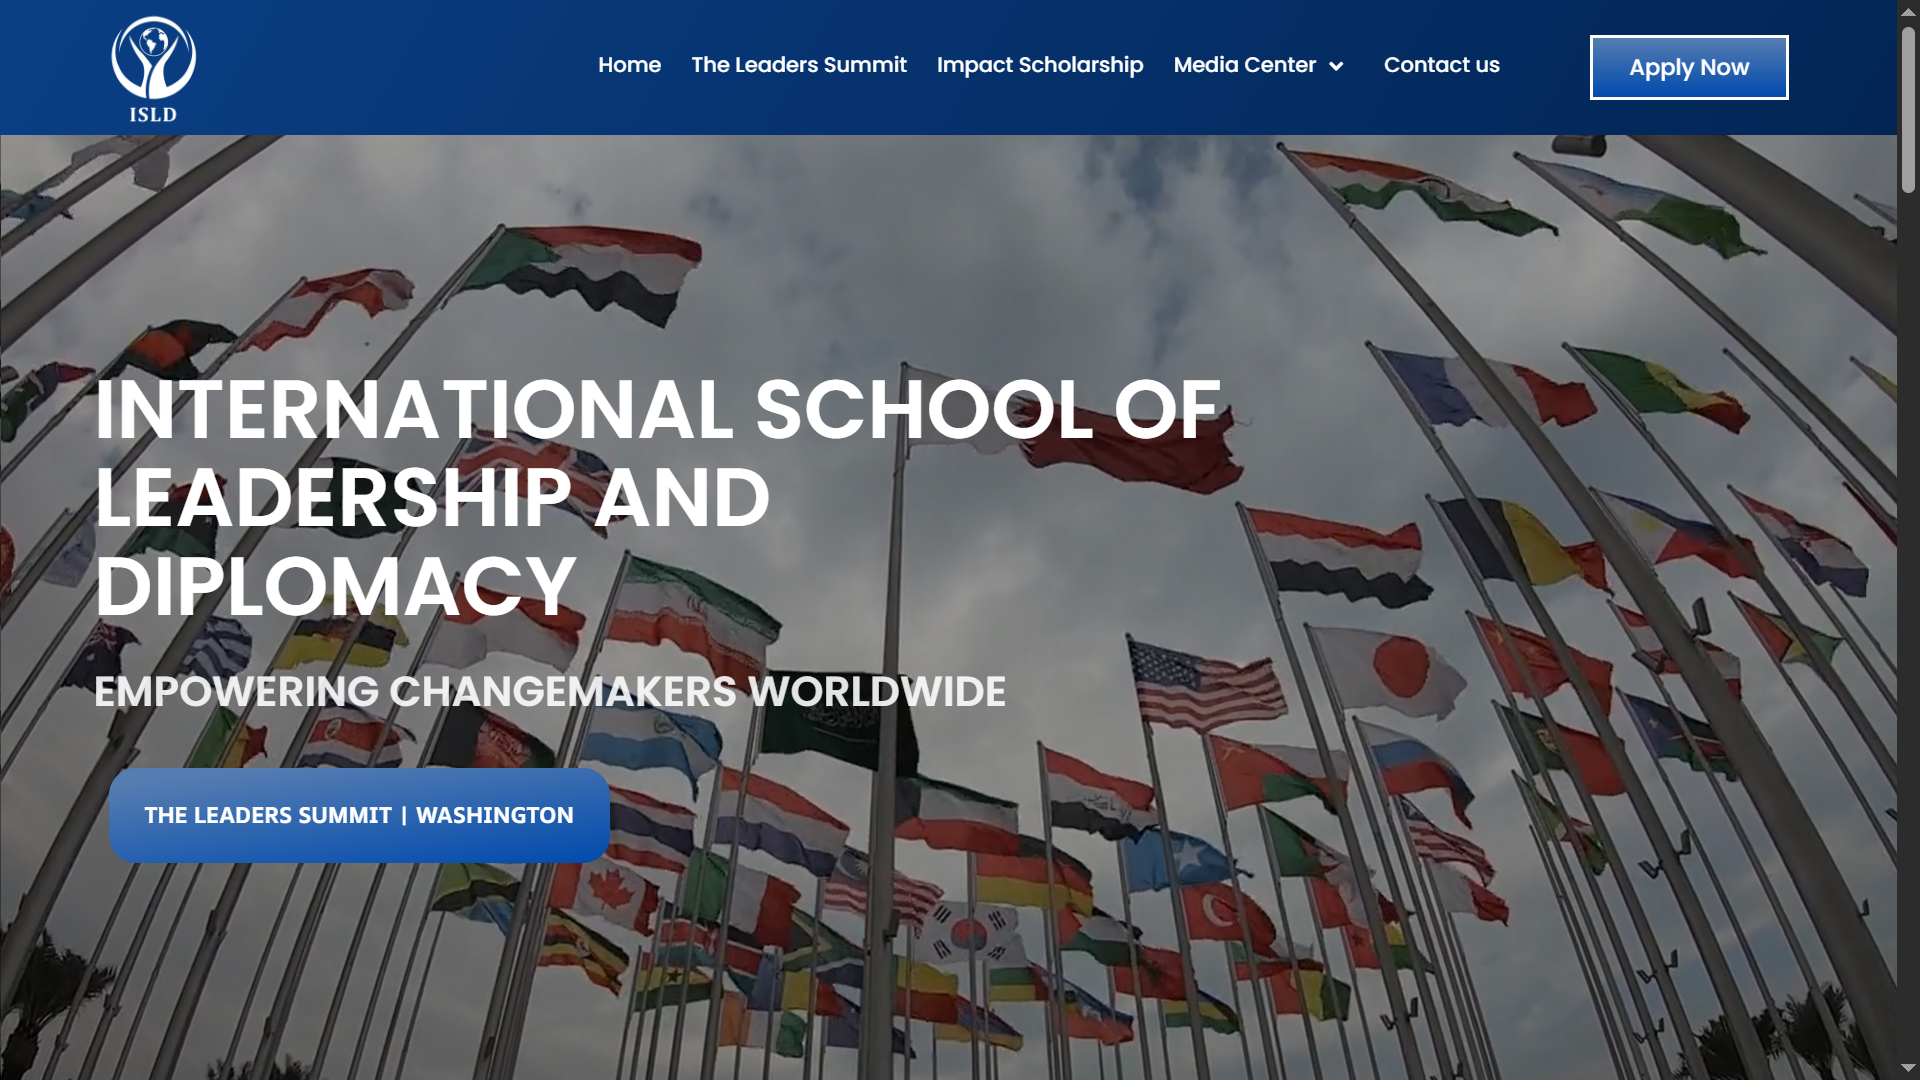 ISLD
Home
The Leaders Summit
Impact Scholarship
Media Center
Contact us
Apply Now
INTERNATIONAL SCHOOL OF
LEADERSHIP AND
DIPLOMACY
EMPOWERING CHANGEMAKERS WORLDWIDE
THE LEADERS SUMMIT | WASHINGTON